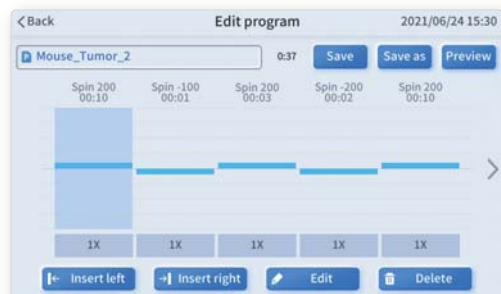 <Back Edit program 2021/06/24 15:30
P Mouse_Tumor_2 0:37 Save Save as Preview
Spin 200 Spin -100 Spin 200 Spin -200 Spin 200
00:10 00:01 00:03 00:02 00:10
1X 1X 1X 1X 1X
Insert left Insert right Edit Delete